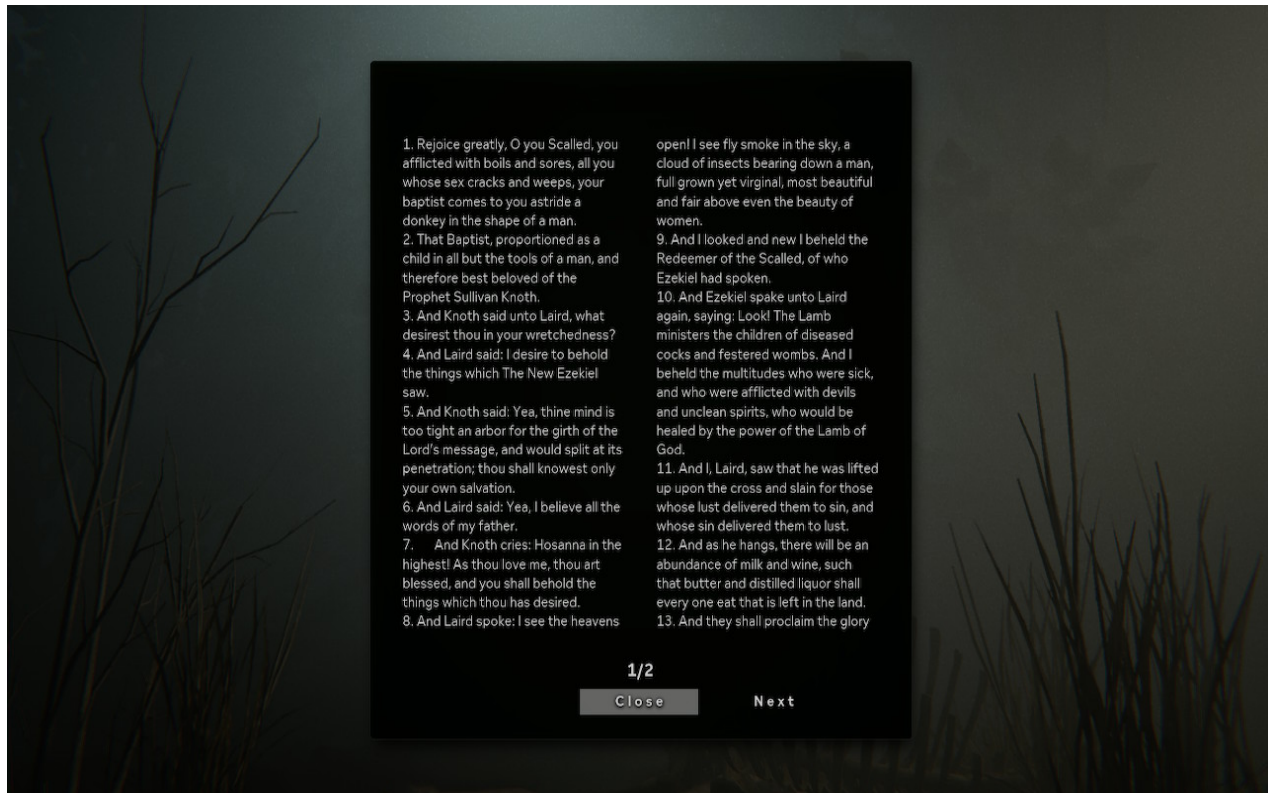 1. Rejoice greatly, O you Scalled, you
afflicted with boils and sores, all you
whose sex cracks and weeps, your
baptist comes to you astride a
donkey in the shape of a man.
2. That Baptist, proportioned as a
child in all but the tools of a man, and
therefore best beloved of the
Prophet Sullivan Knoth.
3. And Knoth said unto Laird, what
desirest thou in your wretchedness?
4. And Laird said: I desire to behold
the things which The New Ezekiel
saw.
5. And Knoth said: Yea, thine mind is
too tight an arbor for the girth of the
Lord's message, and would split at its
penetration; thou shall knowest only
your own salvation.
6. And Laird said: Yea, I believe all the
words of my father.
7. And Knoth cries: Hosanna in the
highest! As thou love me, thou art
blessed, and you shall behold the
things which thou has desired.
8. And Laird spoke: I see the heavens
open! I see fly smoke in the sky, a
cloud of insects bearing down a man,
full grown yet virginal, most beautiful
and fair above even the beauty of
women.
9. And I looked and new I beheld the
Redeemer of the Scalled, of who
Ezekiel had spoken.
10. And Ezekiel spake unto Laird
again, saying: Look! The Lamb
ministers the children of diseased
cocks and festered wombs. And I
beheld the multitudes who were sick,
and who were afflicted with devils
and unclean spirits, who would be
healed by the power of the Lamb of
God.
11. And I, Laird, saw that he was lifted
up upon the cross and slain for those
whose lust delivered them to sin, and
whose sin delivered them to lust.
12. And as he hangs, there will be an
abundance of milk and wine, such
that butter and distilled liquor shall
every one eat that is left in the land.
13. And they shall proclaim the glory
1/2
Close
Next